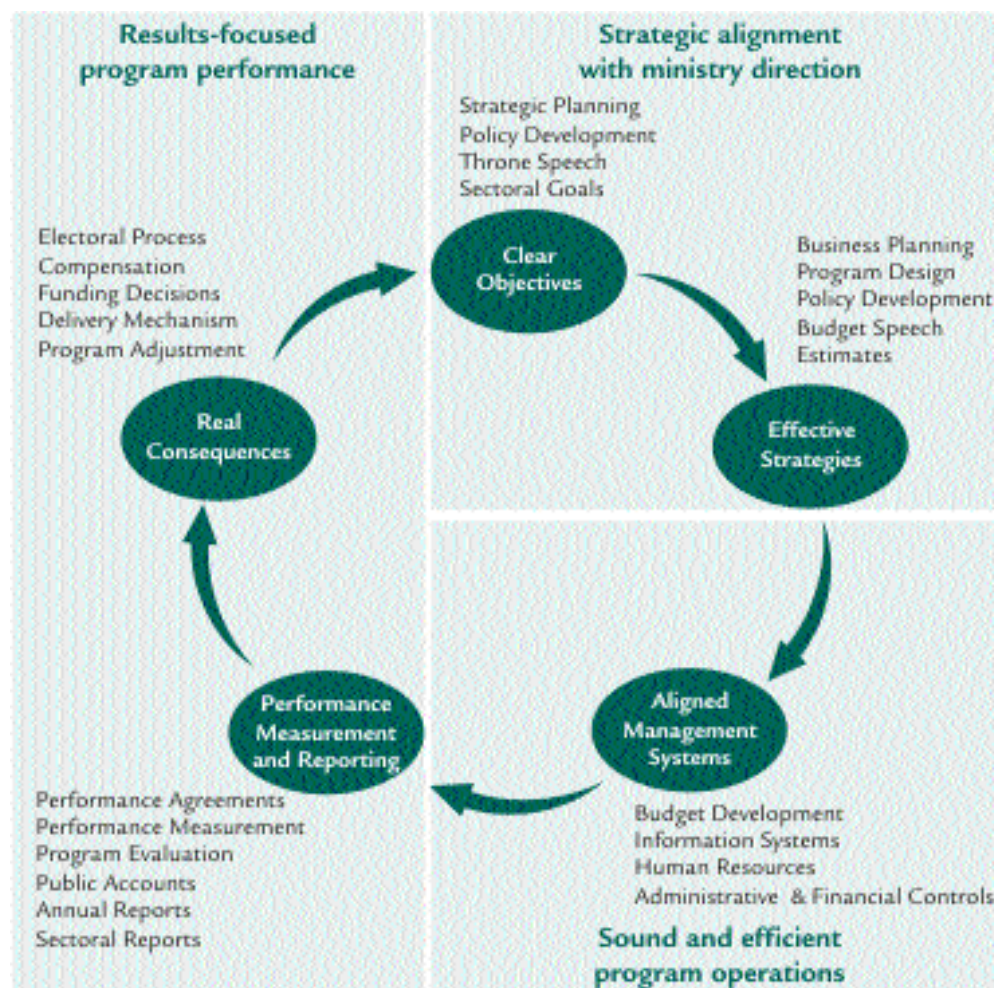 Results-focused
program performance
Strategic alignment
with ministry direction
Strategic Planning
Policy Development
Throne Speech
Sectoral Goals
Clear
Objectives
Business Planning
Program Design
Policy Development
Budget Speech
Estimates
Effective
Strategies
Electoral Process
Compensation
Funding Decisions
Delivery Mechanism
Program Adjustment
Real
Consequences
Performance
Measurement
and Reporting
Performance Agreements
Performance Measurement
Program Evaluation
Public Accounts
Annual Reports
Sectoral Reports
Aligned
Management
Systems
Budget Development
Information Systems
Human Resources
Administrative & Financial Controls
Sound and efficient
program operations